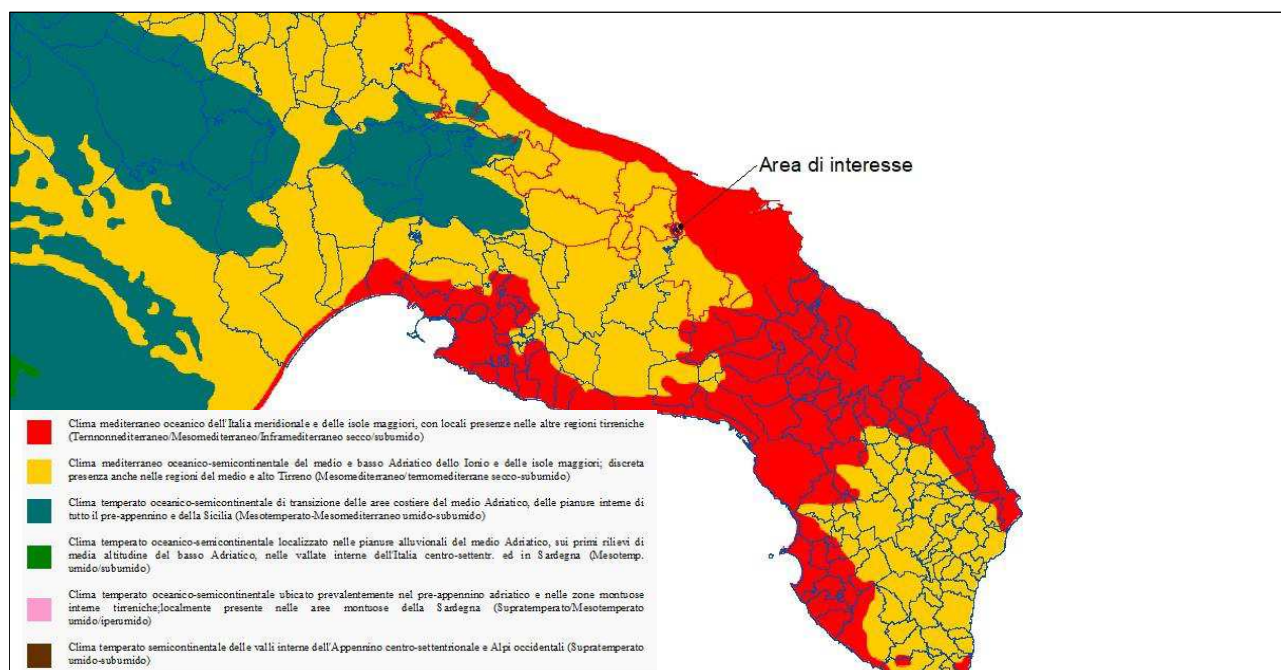 Area di interesse
Clima mediterraneo oceanico dell'Italia meridionale e delle isole maggiori, con locali presenze nelle altre regioni tirreniche
(Termonnediterraneo/Mesomediterraneo/Inframediterraneo secco/subumido)
Clima mediterraneo oceanico-semicontinentale del medio e basso Adriatico dello Ionio e delle isole maggiori; discreta
presenza anche nelle regioni del medio e alto Tirreno (Mesomediterraneo/termomediterrane secco-subumido)
Clima temperato oceanico-semicontinentale di transizione delle aree costiere del medio Adriatico, delle pianure interne di
tutto il pre-appennino e della Sicilia (Mesotemperato-Mesomediterraneo umido-subumido)
Clima temperato oceanico-semicontinentale localizzato nelle pianure alluvionali del medio Adriatico, sui primi rilievi di
media altitudine del basso Adriatico, nelle vallate interne dell'Italia centro-settentr. ed in Sardegna (Mesotemp.
umido/subumido)
Clima temperato oceanico-semicontinentale ubicato prevalentemente nel pre-appennino adriatico e nelle zone montuose
interne tirreniche;localmente presente nelle aree montuose della Sardegna (Supratemperato/Mesotemperato
umido/iperumido)
Clima temperato semicontinentale delle valli interne dell'Appennino centro-settentrionale e Alpi occidentali (Supratemperato
umido-subumido)